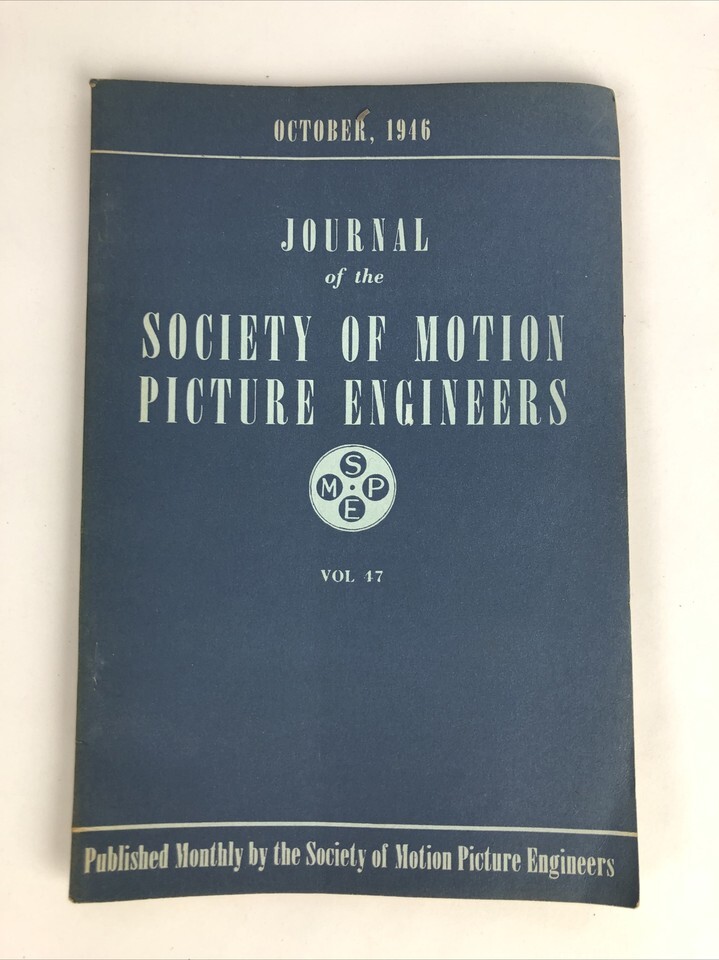 OCTOBER, 1946
JOURNAL
of the
SOCIETY OF MOTION
PICTURE ENGINEERS
S
M · P
E
VOL 47
Published Monthly by the Society of Motion Picture Engineers